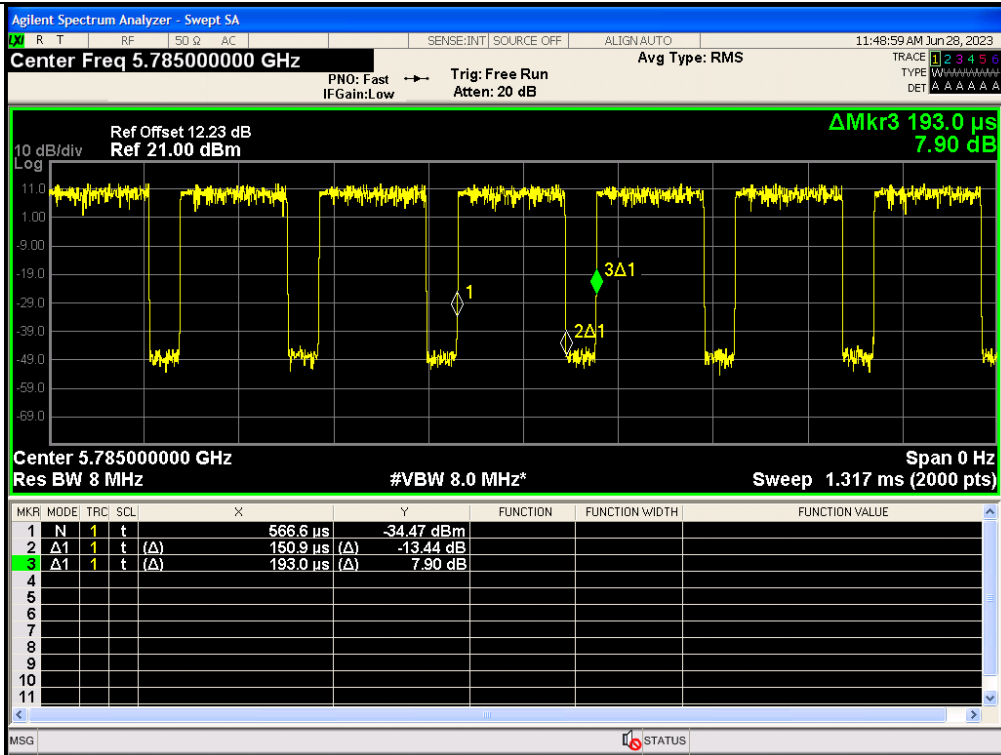 Agilent Spectrum Analyzer - Swept SA
LXI R T RF 50 Ω AC SENSE:INT SOURCE OFF ALIGN AUTO 11:48:59 AM Jun 28, 2023
Center Freq 5.785000000 GHz
PNO: Fast
IFGain:Low
Trig: Free Run
Atten: 20 dB
Avg Type: RMS
TRACE 1 2 3 4 5 6
TYPE W
DET A A A A A A
ΔMkr3 193.0 µs
7.90 dB
Ref Offset 12.23 dB
10 dB/div Ref 21.00 dBm
Log
11.0
1.00
-9.00
-19.0
-29.0
-39.0
-49.0
-59.0
-69.0
3Δ1
1
2Δ1
Center 5.785000000 GHz Span 0 Hz
Res BW 8 MHz #VBW 8.0 MHz* Sweep 1.317 ms (2000 pts)
MKR MODE TRC SCL X Y FUNCTION FUNCTION WIDTH FUNCTION VALUE
1 N 1 t 566.6 µs -34.47 dBm
2 Δ1 1 t (Δ) 150.9 µs (Δ) -13.44 dB
3 Δ1 1 t (Δ) 193.0 µs (Δ) 7.90 dB
4
5
6
7
8
9
10
11
MSG STATUS